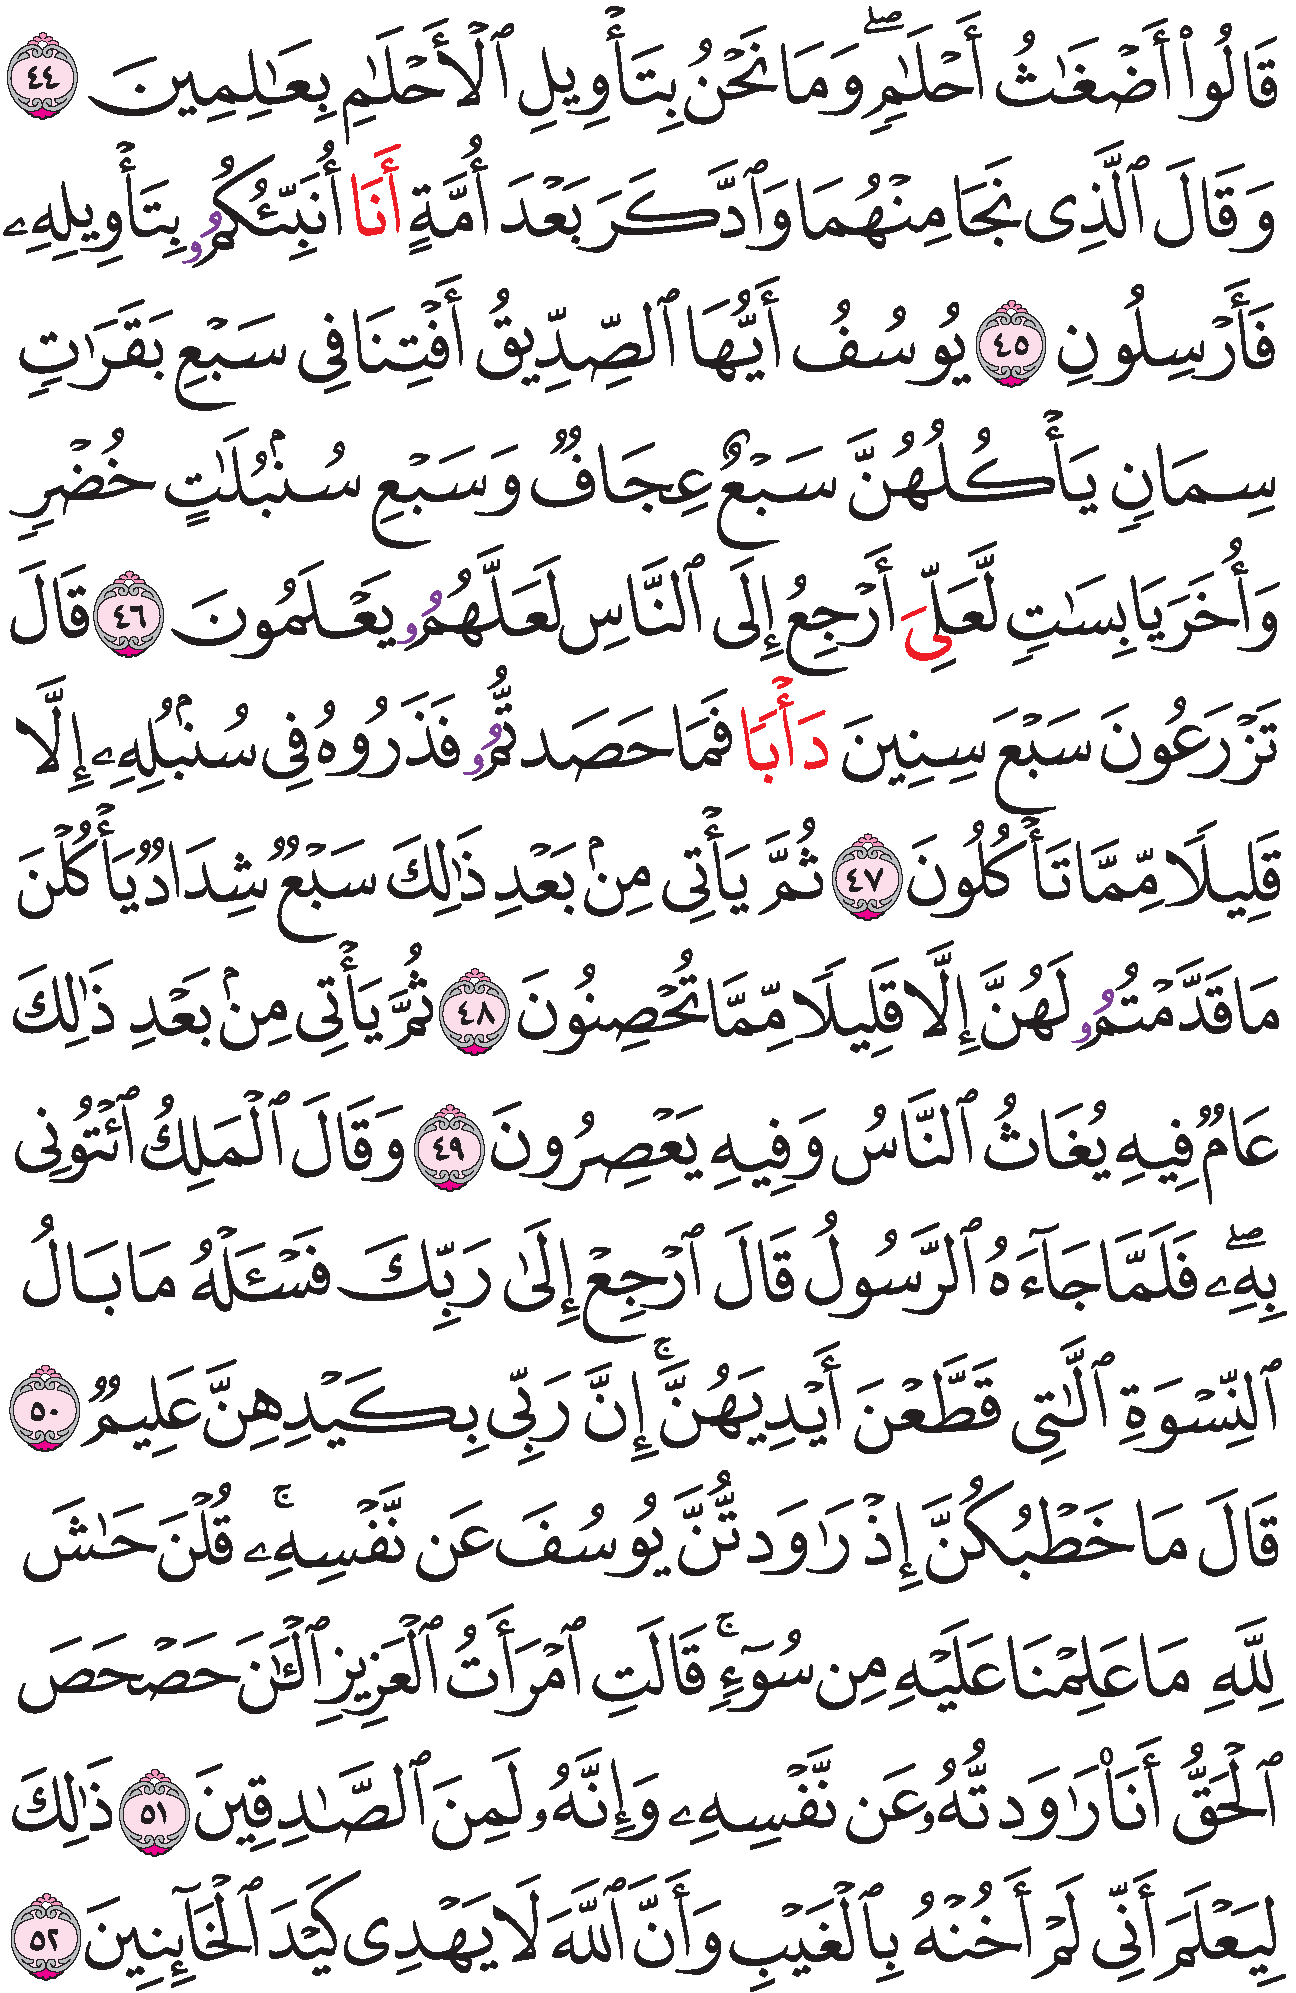 قَالُوٓا۟ أَضْغَٰثُ أَحْلَٰمٍۖ وَمَا نَحْنُ بِتَأْوِيلِ ٱلْأَحْلَٰمِ بِعَٰلِمِينَ ٤٤
وَقَالَ ٱلَّذِى نَجَا مِنْهُمَا وَٱدَّكَرَ بَعْدَ أُمَّةٍ أَنَا أُنَبِّئُكُمُۥ بِتَأْوِيلِهِۦ
فَأَرْسِلُونِ ٤٥ يُوسُفُ أَيُّهَا ٱلصِّدِّيقُ أَفْتِنَا فِى سَبْعِ بَقَرَٰتٍ
سِمَانٍ يَأْكُلُهُنَّ سَبْعٌ عِجَافٌ وَسَبْعِ سُنۢبُلَٰتٍ خُضْرٍ
وَأُخَرَ يَابِسَٰتٍ لَّعَلِّىَ أَرْجِعُ إِلَى ٱلنَّاسِ لَعَلَّهُمُۥ يَعْلَمُونَ ٤٦ قَالَ
تَزْرَعُونَ سَبْعَ سِنِينَ دَأْبًا فَمَا حَصَدتُّمُۥ فَذَرُوهُ فِى سُنۢبُلِهِۦ إِلَّا
قَلِيلًا مِّمَّا تَأْكُلُونَ ٤٧ ثُمَّ يَأْتِى مِنۢ بَعْدِ ذَٰلِكَ سَبْعٌ شِدَادٌ يَأْكُلْنَ
مَا قَدَّمْتُمُۥ لَهُنَّ إِلَّا قَلِيلًا مِّمَّا تُحْصِنُونَ ٤٨ ثُمَّ يَأْتِى مِنۢ بَعْدِ ذَٰلِكَ
عَامٌ فِيهِ يُغَاثُ ٱلنَّاسُ وَفِيهِ يَعْصِرُونَ ٤٩ وَقَالَ ٱلْمَلِكُ ٱئْتُونِى
بِهِۦۖ فَلَمَّا جَآءَهُ ٱلرَّسُولُ قَالَ ٱرْجِعْ إِلَىٰ رَبِّكَ فَسْـَٔلْهُ مَا بَالُ
ٱلنِّسْوَةِ ٱلَّٰتِى قَطَّعْنَ أَيْدِيَهُنَّۚ إِنَّ رَبِّى بِكَيْدِهِنَّ عَلِيمٌ ٥٠
قَالَ مَا خَطْبُكُنَّ إِذْ رَٰوَدتُّنَّ يُوسُفَ عَن نَّفْسِهِۦۚ قُلْنَ حَٰشَ
لِلَّهِ مَا عَلِمْنَا عَلَيْهِ مِن سُوٓءٍۚ قَالَتِ ٱمْرَأَتُ ٱلْعَزِيزِ ٱلْـَٰٔنَ حَصْحَصَ
ٱلْحَقُّ أَنَا۠ رَٰوَدتُّهُۥ عَن نَّفْسِهِۦ وَإِنَّهُۥ لَمِنَ ٱلصَّٰدِقِينَ ٥١ ذَٰلِكَ
لِيَعْلَمَ أَنِّى لَمْ أَخُنْهُ بِٱلْغَيْبِ وَأَنَّ ٱللَّهَ لَا يَهْدِى كَيْدَ ٱلْخَآئِنِينَ ٥٢